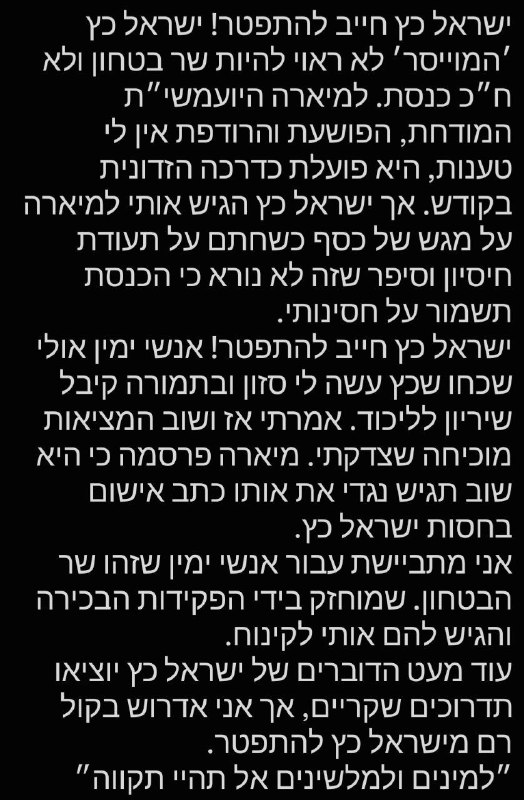 ישראל כץ חייב להתפטר! ישראל כץ
'המוייסר' לא ראוי להיות שר בטחון ולא
ח״כ כנסת. למיארה היועמשי״ת
המודחת, הפושעת והרודפת אין לי
טענות, היא פועלת כדרכה הזדונית
בקודש. אך ישראל כץ הגיש אותי למיארה
על מגש של כסף כשחתם על תעודת
חיסיון וסיפר שזה לא נורא כי הכנסת
תשמור על חסינותי.
ישראל כץ חייב להתפטר! אנשי ימין אולי
שכחו שכץ עשה לי סזון ובתמורה קיבל
שיריון לליכוד. אמרתי אז ושוב המציאות
מוכיחה שצדקתי. מיארה פרסמה כי היא
שוב תגיש נגדי את אותו כתב אישום
בחסות ישראל כץ.
אני מתביישת עבור אנשי ימין שזהו שר
הבטחון. שמוחזק בידי הפקידות הבכירה
והגיש להם אותי לקינוח.
עוד מעט הדוברים של ישראל כץ יוציאו
תדרוכים שקריים, אך אני אדרוש בקול
רם מישראל כץ להתפטר.
״למינים ולמלשינים אל תהיי תקווה״